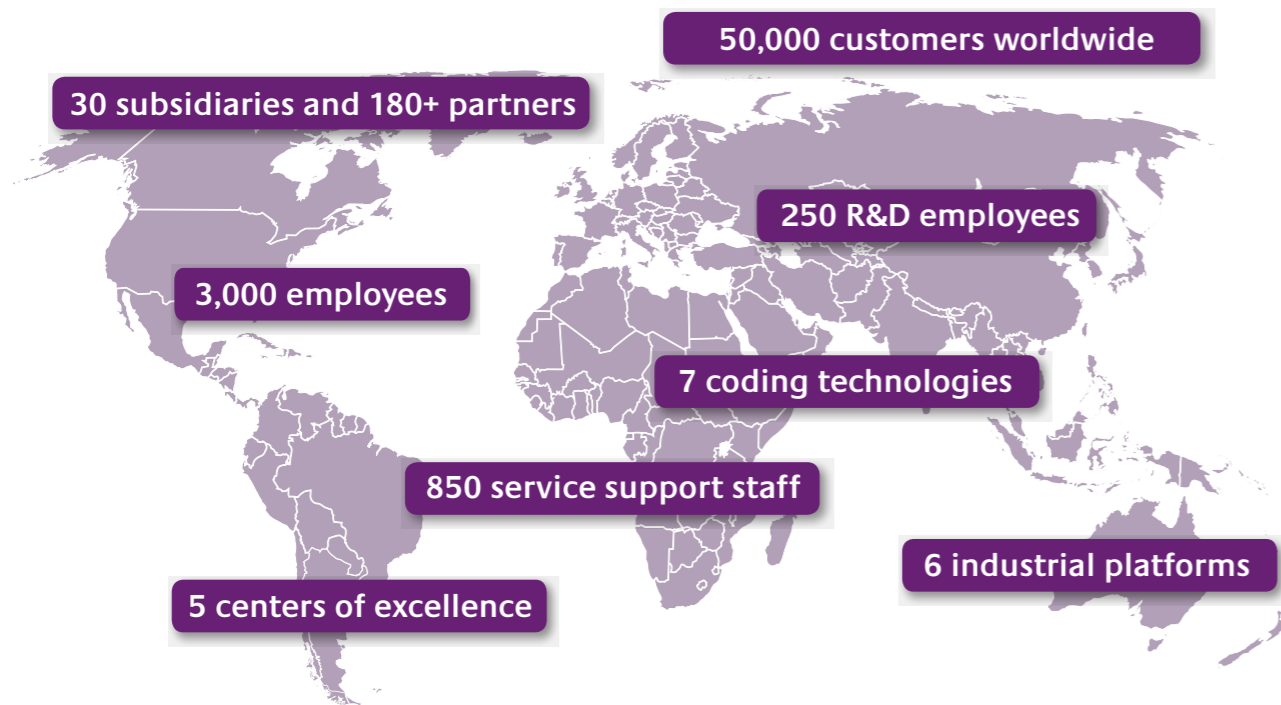 50,000 customers worldwide
30 subsidiaries and 180+ partners
250 R&D employees
3,000 employees
7 coding technologies
850 service support staff
6 industrial platforms
5 centers of excellence